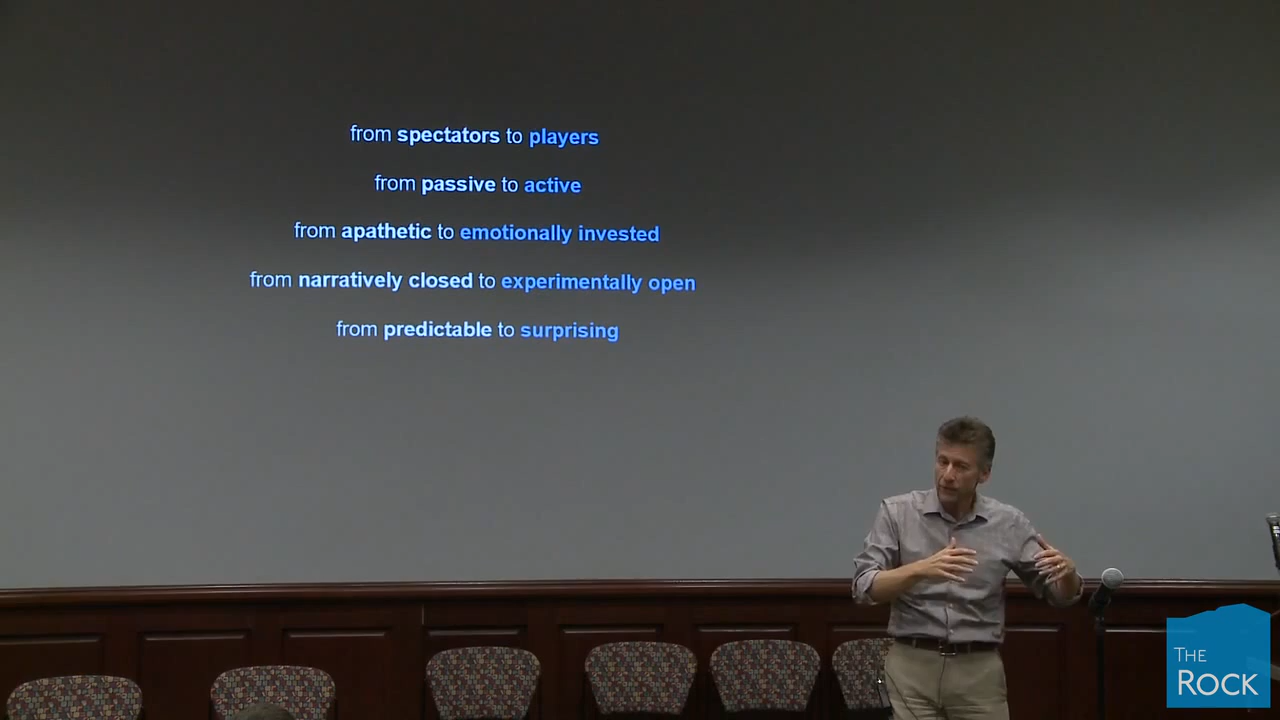 from spectators to players
from passive to active
from apathetic to emotionally invested
from narratively closed to experimentally open
from predictable to surprising
THE
ROCK